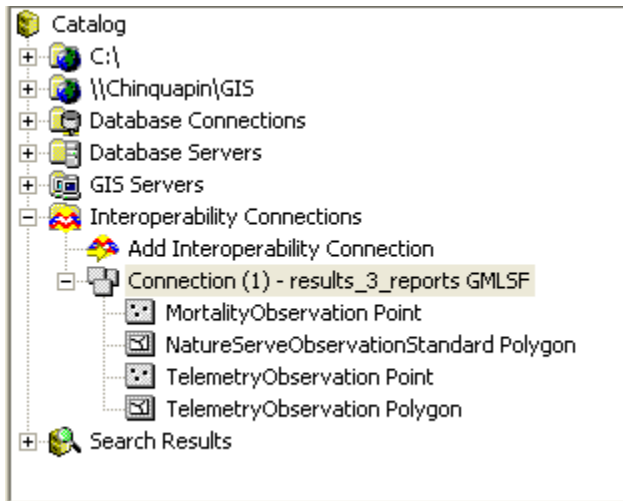 Catalog
C:\
\\Chinquapin\GIS
Database Connections
Database Servers
GIS Servers
Interoperability Connections
Add Interoperability Connection
Connection (1) - results_3_reports GMLSF
MortalityObservation Point
NatureServeObservationStandard Polygon
TelemetryObservation Point
TelemetryObservation Polygon
Search Results